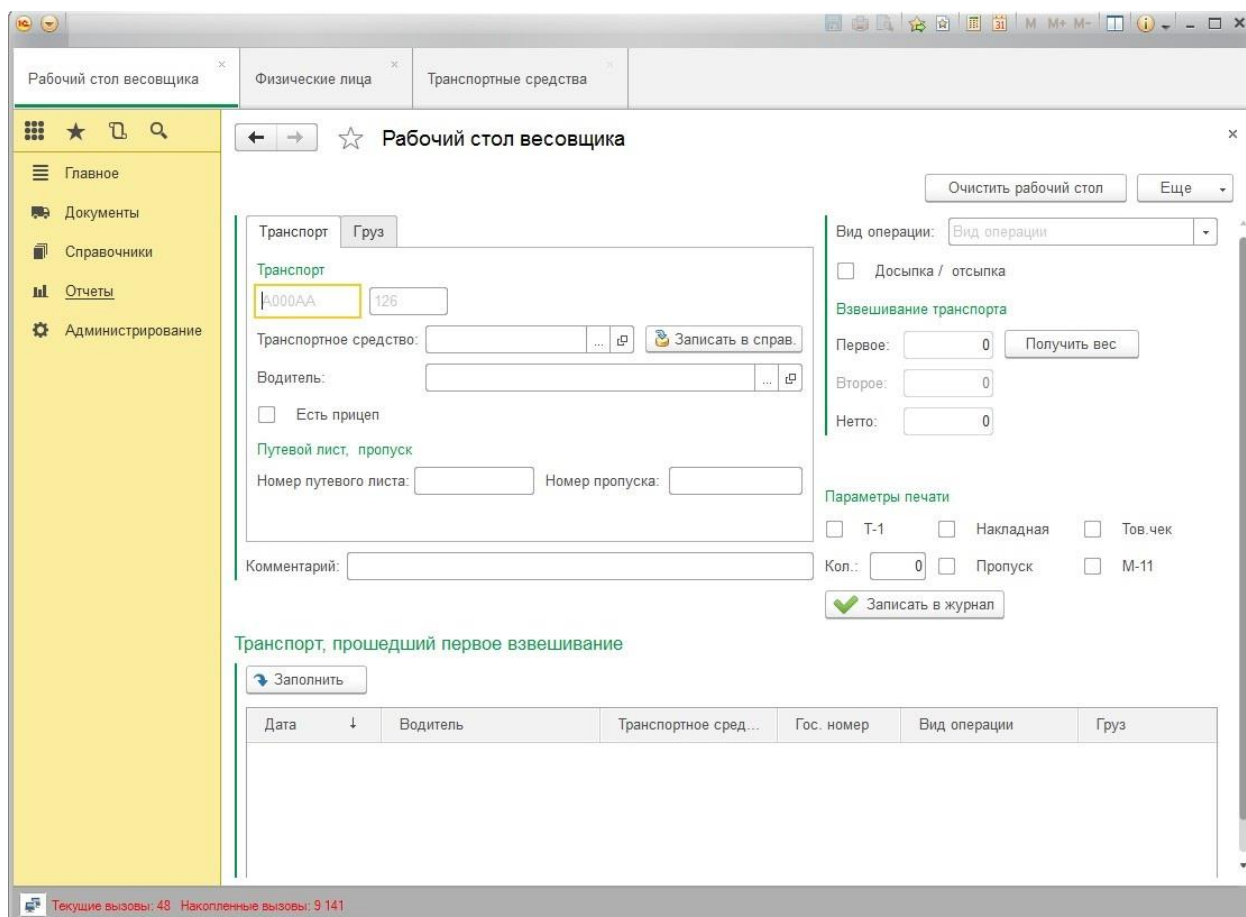 1С 31 M M+ M-
Рабочий стол весовщика Физические лица Транспортные средства
Рабочий стол весовщика
Главное
Документы
Справочники
Отчеты
Администрирование
Очистить рабочий стол Еще
Транспорт Груз
Транспорт
А000АА 126
Транспортное средство: ... Записать в справ.
Водитель: ...
Есть прицеп
Путевой лист, пропуск
Номер путевого листа: Номер пропуска:
Комментарий:
Вид операции: Вид операции
Досыпка / отсыпка
Взвешивание транспорта
Первое: 0 Получить вес
Второе: 0
Нетто: 0
Параметры печати
Т-1 Накладная Тов.чек
Кол.: 0 Пропуск М-11
Записать в журнал
Транспорт, прошедший первое взвешивание
Заполнить
Дата ↓ Водитель Транспортное сред... Гос. номер Вид операции Груз
Текущие вызовы: 48 Накопленные вызовы: 9 141